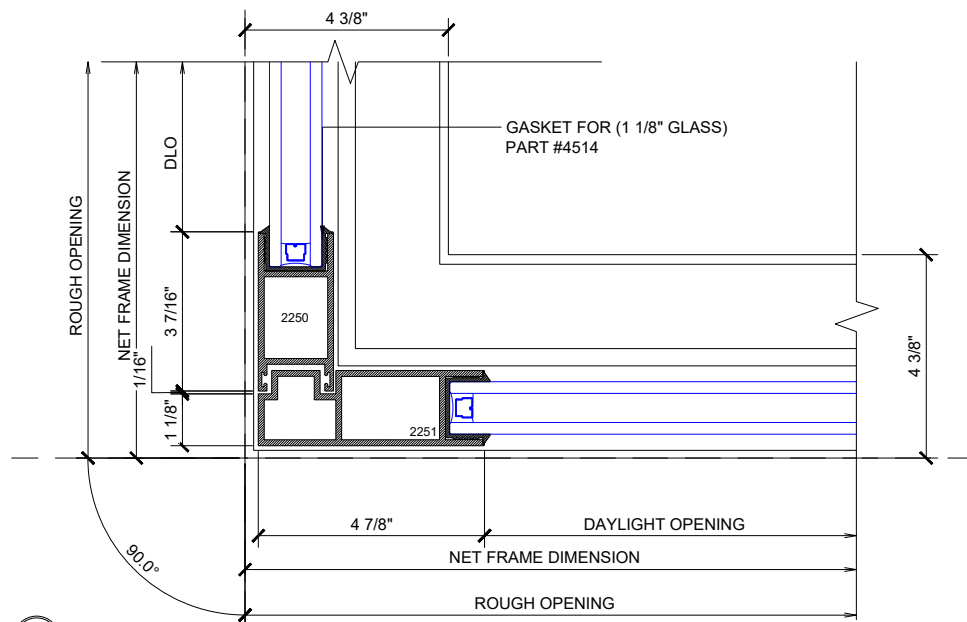 4 3/8"
GASKET FOR (1 1/8" GLASS)
PART #4514
ROUGH OPENING
NET FRAME DIMENSION
DLO
3 7/16"
1/16"
1 1/8"
2250
2251
4 3/8"
4 7/8"
DAYLIGHT OPENING
NET FRAME DIMENSION
ROUGH OPENING
90.0°